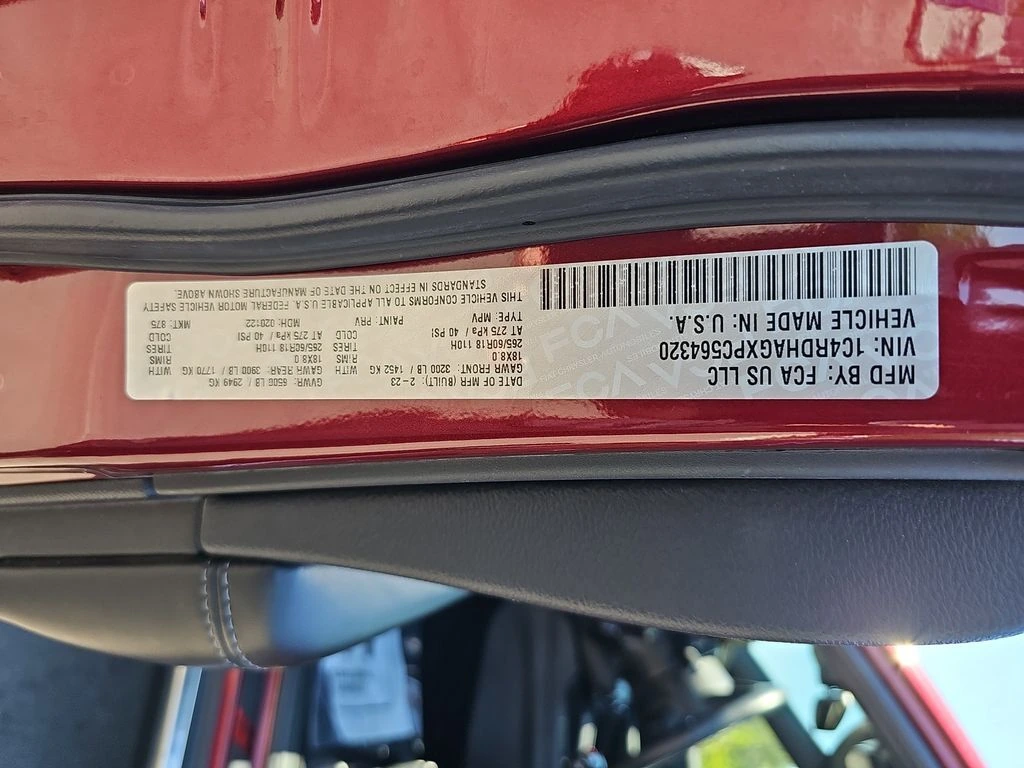 MFD BY: FCA US LLC
VIN: 1C4RDHAGXPC564320
VEHICLE MADE IN: U.S.A.
DATE OF MFR (BUILT): 2-23 GVWR: 6506 LB / 2949 KG
GAWR FRONT: 3200 LB / 1452 KG WITH GAWR REAR: 3900 LB / 1770 KG WITH
18X8.0 RIMS 18X8.0 RIMS
265/60R18 110H TIRES 265/60R18 110H TIRES
AT 275 kPa / 40 PSI COLD AT 275 kPa / 40 PSI COLD
TYPE: MPV PAINT: PRV MDH: 020122 MKT: 875
THIS VEHICLE CONFORMS TO ALL APPLICABLE U.S.A. FEDERAL MOTOR VEHICLE SAFETY
STANDARDS IN EFFECT ON THE DATE OF MANUFACTURE SHOWN ABOVE.